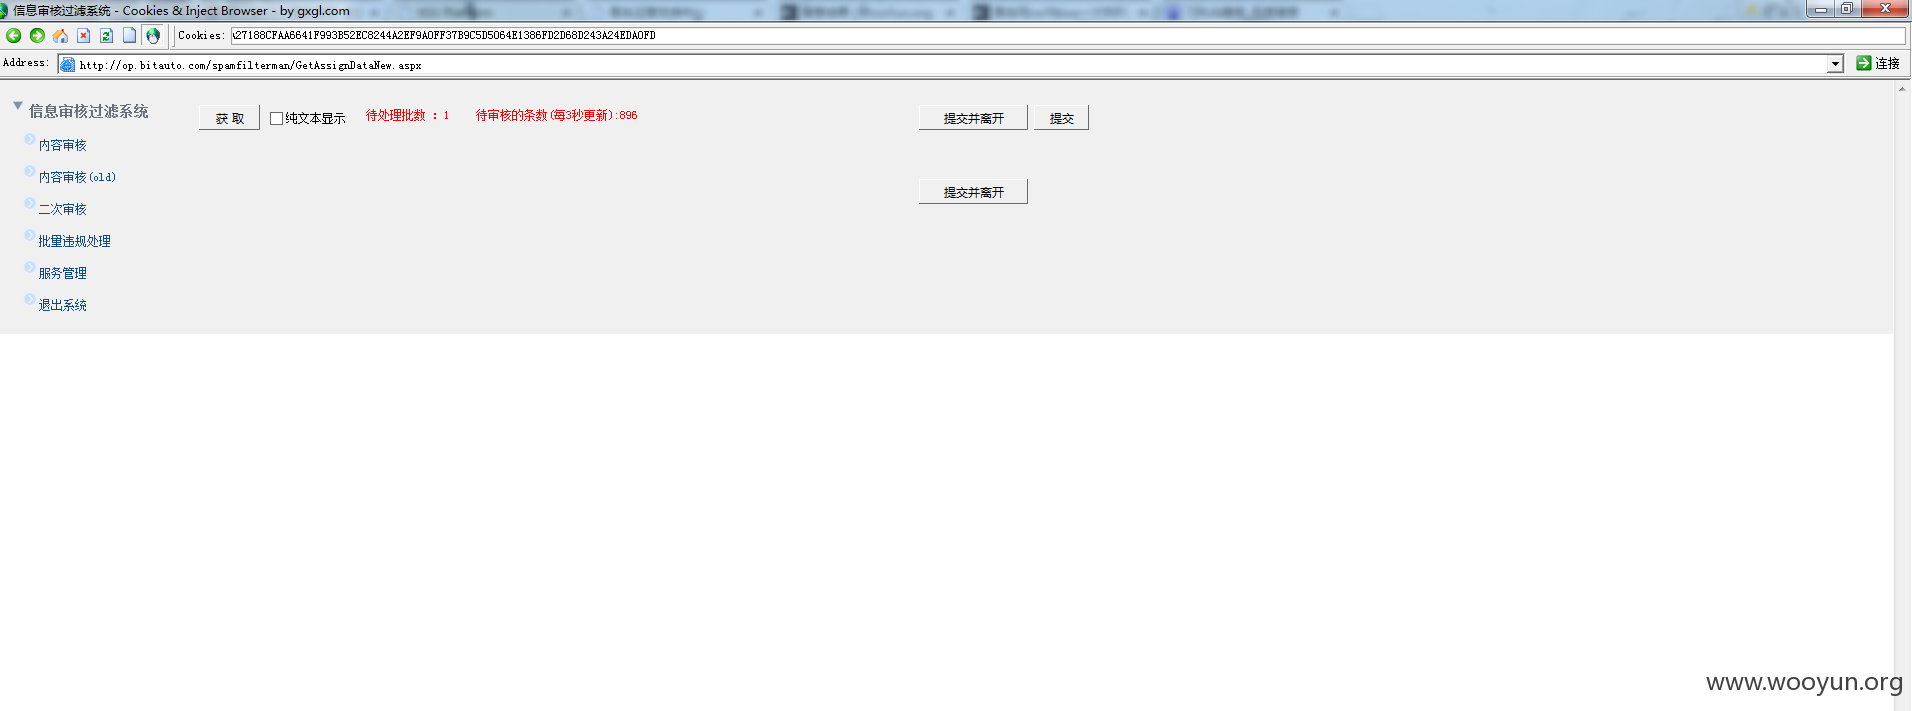 信息审核过滤系统 - Cookies & Inject Browser - by gxgl.com
Cookies: \27188CFAA6641F993B52EC8244A2EF9A0FF37B9C5D5064E1386FD2D68D243A24EDA0FD
Address: http://op.bitauto.com/spamfilterman/GetAssignDataNew.aspx 连接
信息审核过滤系统
获 取 纯文本显示 待处理批数 : 1 待审核的条数(每3秒更新):896 提交并离开 提交
内容审核
内容审核(old)
提交并离开
二次审核
批量违规处理
服务管理
退出系统
www.wooyun.org